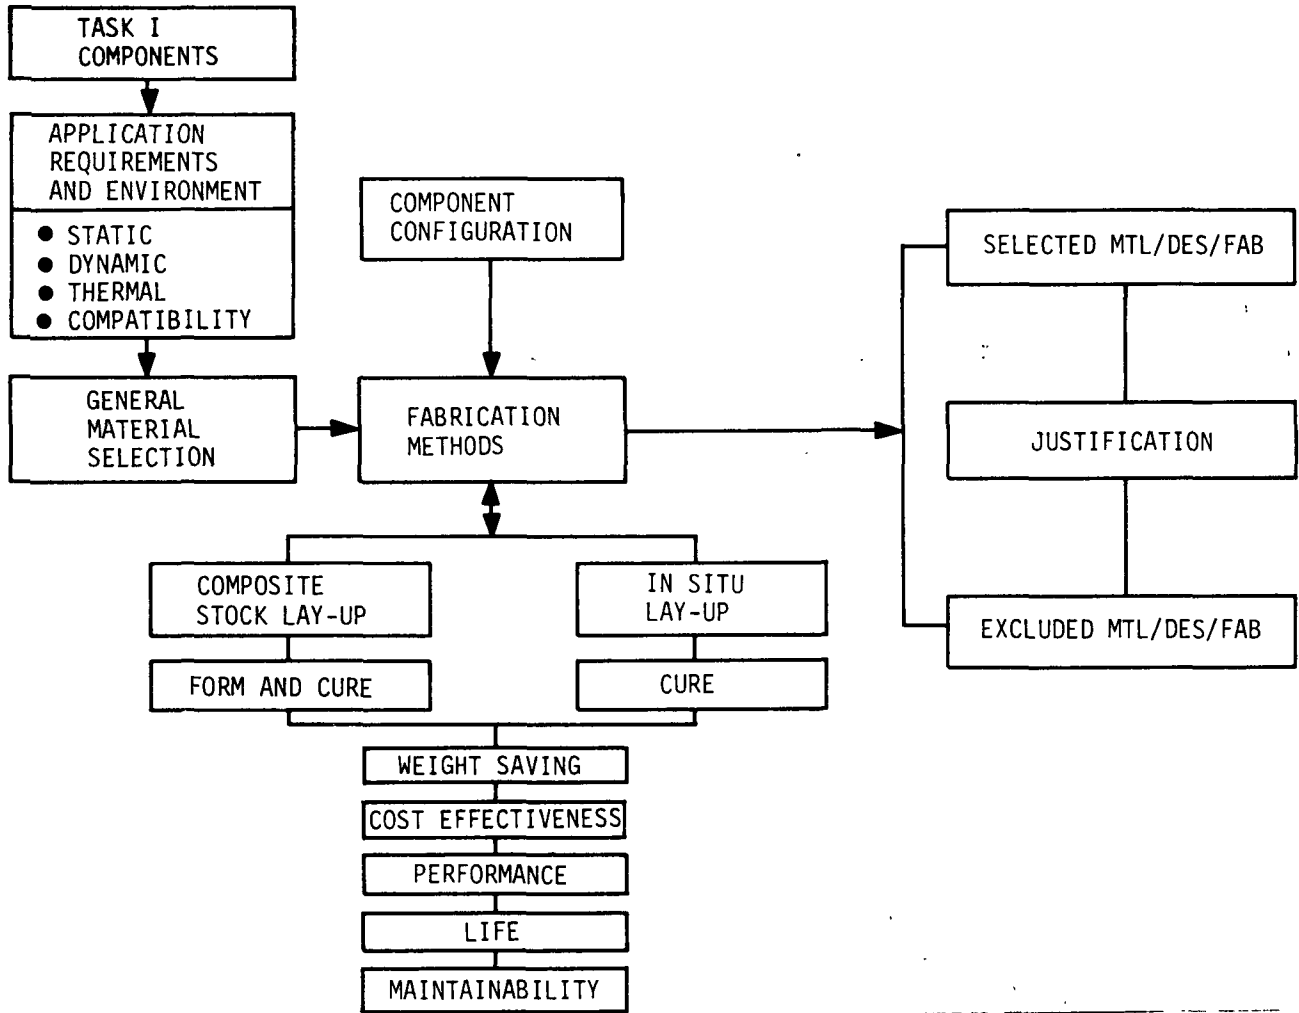 TASK I
COMPONENTS
APPLICATION
REQUIREMENTS
AND ENVIRONMENT
● STATIC
● DYNAMIC
● THERMAL
● COMPATIBILITY
GENERAL
MATERIAL
SELECTION
COMPONENT
CONFIGURATION
FABRICATION
METHODS
COMPOSITE
STOCK LAY-UP
FORM AND CURE
IN SITU
LAY-UP
CURE
WEIGHT SAVING
COST EFFECTIVENESS
PERFORMANCE
LIFE
MAINTAINABILITY
SELECTED MTL/DES/FAB
JUSTIFICATION
EXCLUDED MTL/DES/FAB